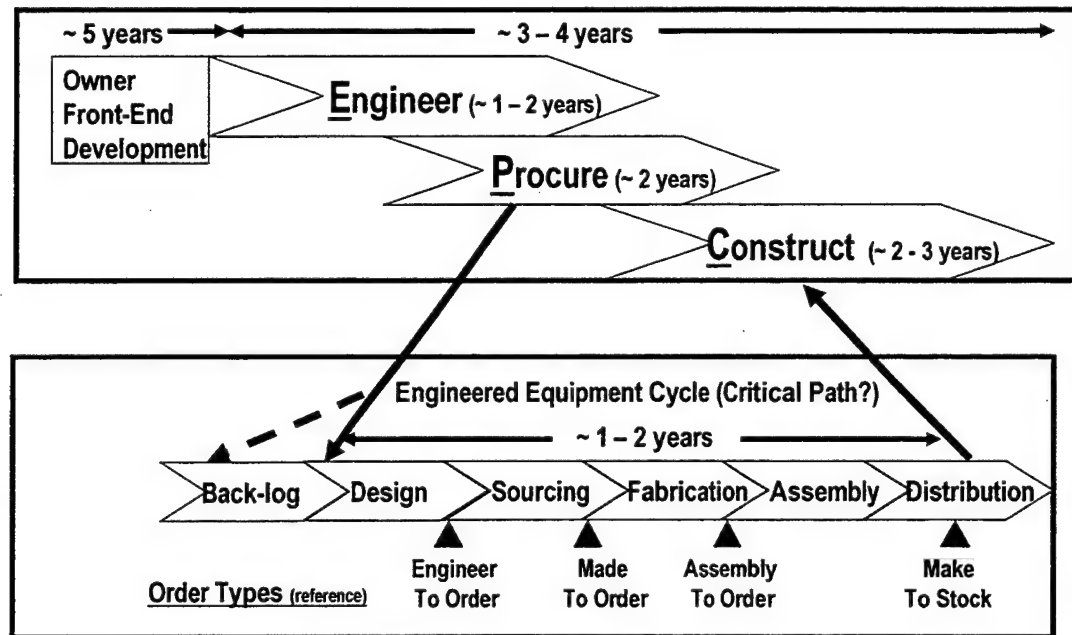 ~ 5 years
~ 3 – 4 years
Owner
Front-End
Development
Engineer (~ 1 – 2 years)
Procure (~ 2 years)
Construct (~ 2 - 3 years)
Engineered Equipment Cycle (Critical Path?)
~ 1 – 2 years
Back-log
Design
Sourcing
Fabrication
Assembly
Distribution
Order Types (reference)
Engineer
To Order
Made
To Order
Assembly
To Order
Make
To Stock